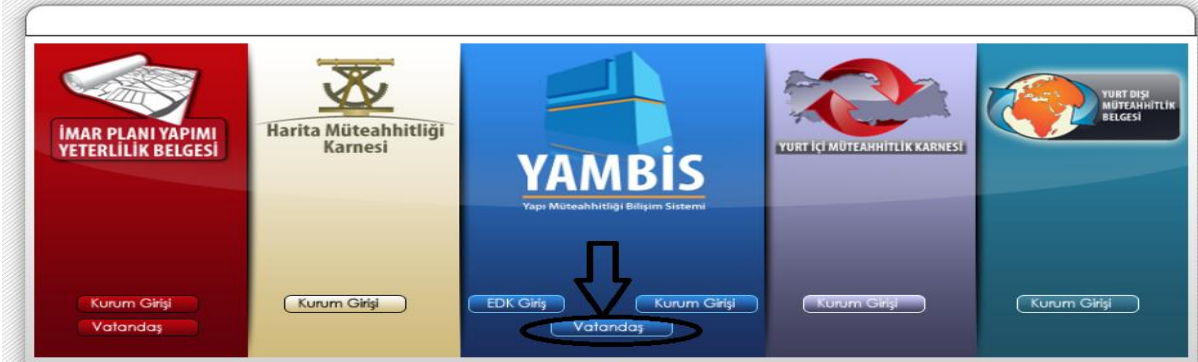 İMAR PLANI YAPIMI
YETERLİLİK BELGESİ
Kurum Girişi
Vatandaş
Harita Müteahhitliği
Karnesi
Kurum Girişi
YAMBİS
Yapı Müteahhitliği Bilişim Sistemi
EDK Giriş
Kurum Girişi
Vatandaş
YURT İÇİ MÜTEAHHİTLİK KARNESİ
Kurum Girişi
YURT DIŞI
MÜTEAHHİTLİK
BELGESİ
Kurum Girişi